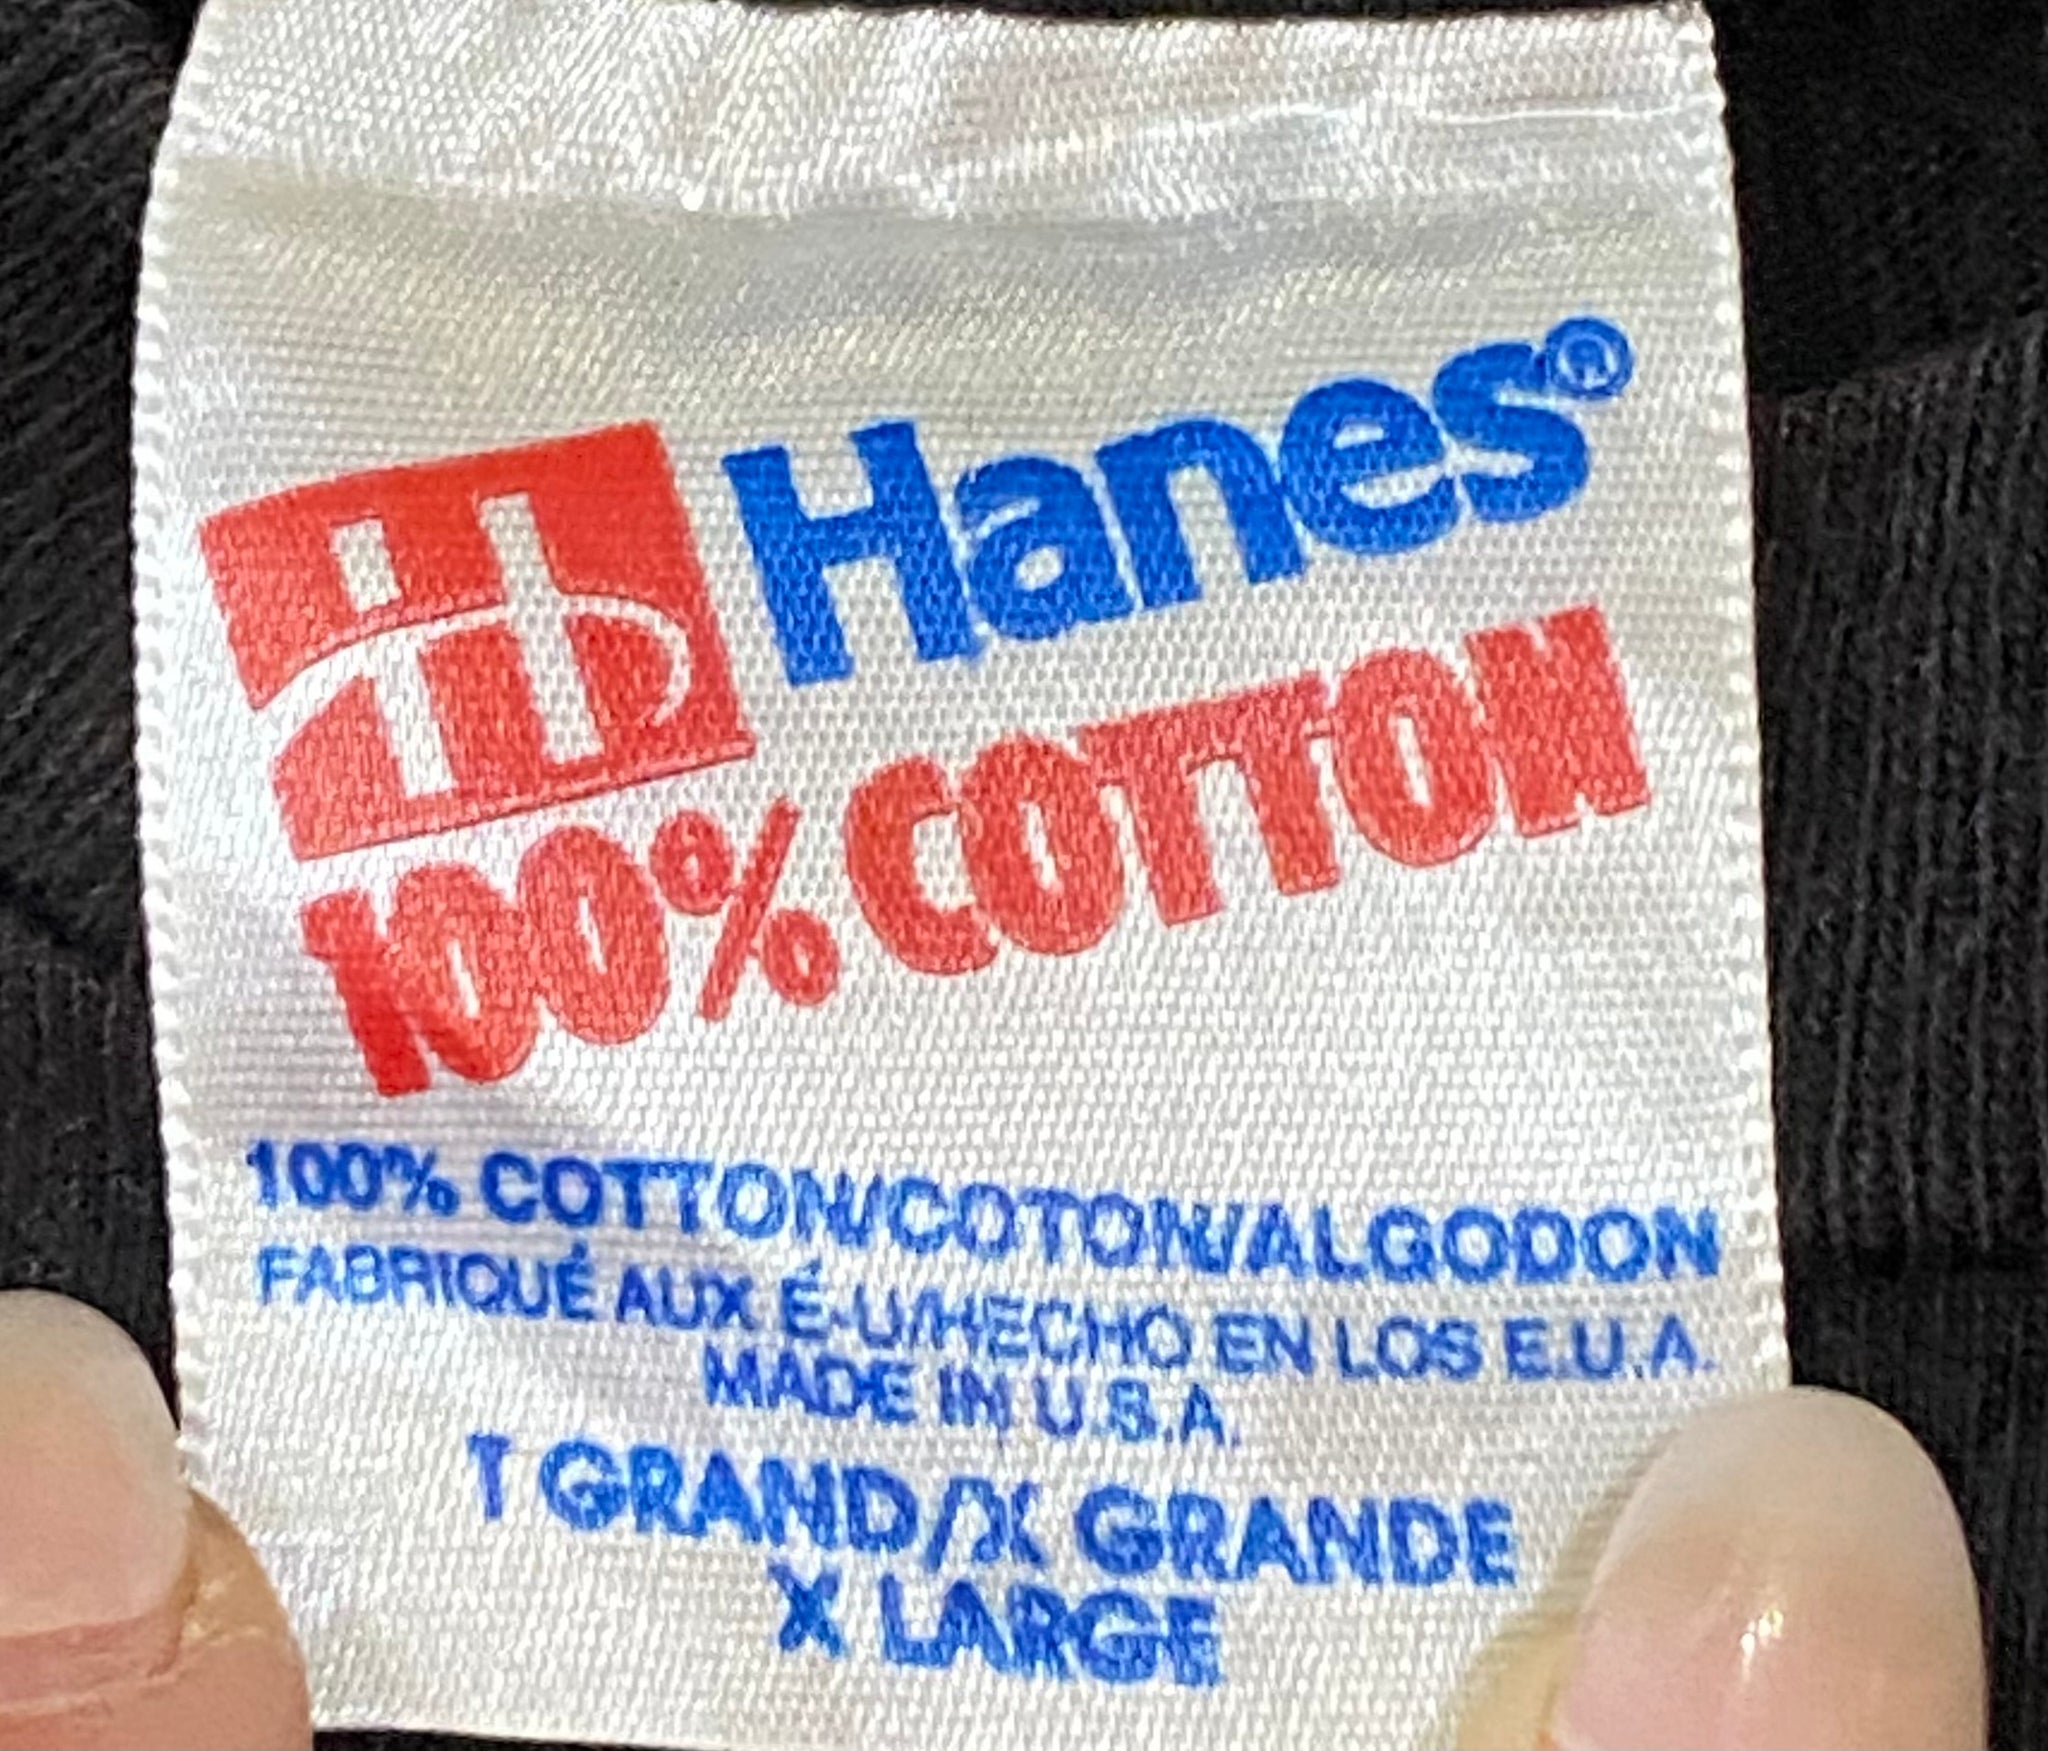 Hanes®
100% COTTON
100% COTTON/COTON/ALGODON
FABRIQUÉ AUX É-U/HECHO EN LOS E.U.A.
MADE IN U.S.A.
T GRAND/X GRANDE
X LARGE